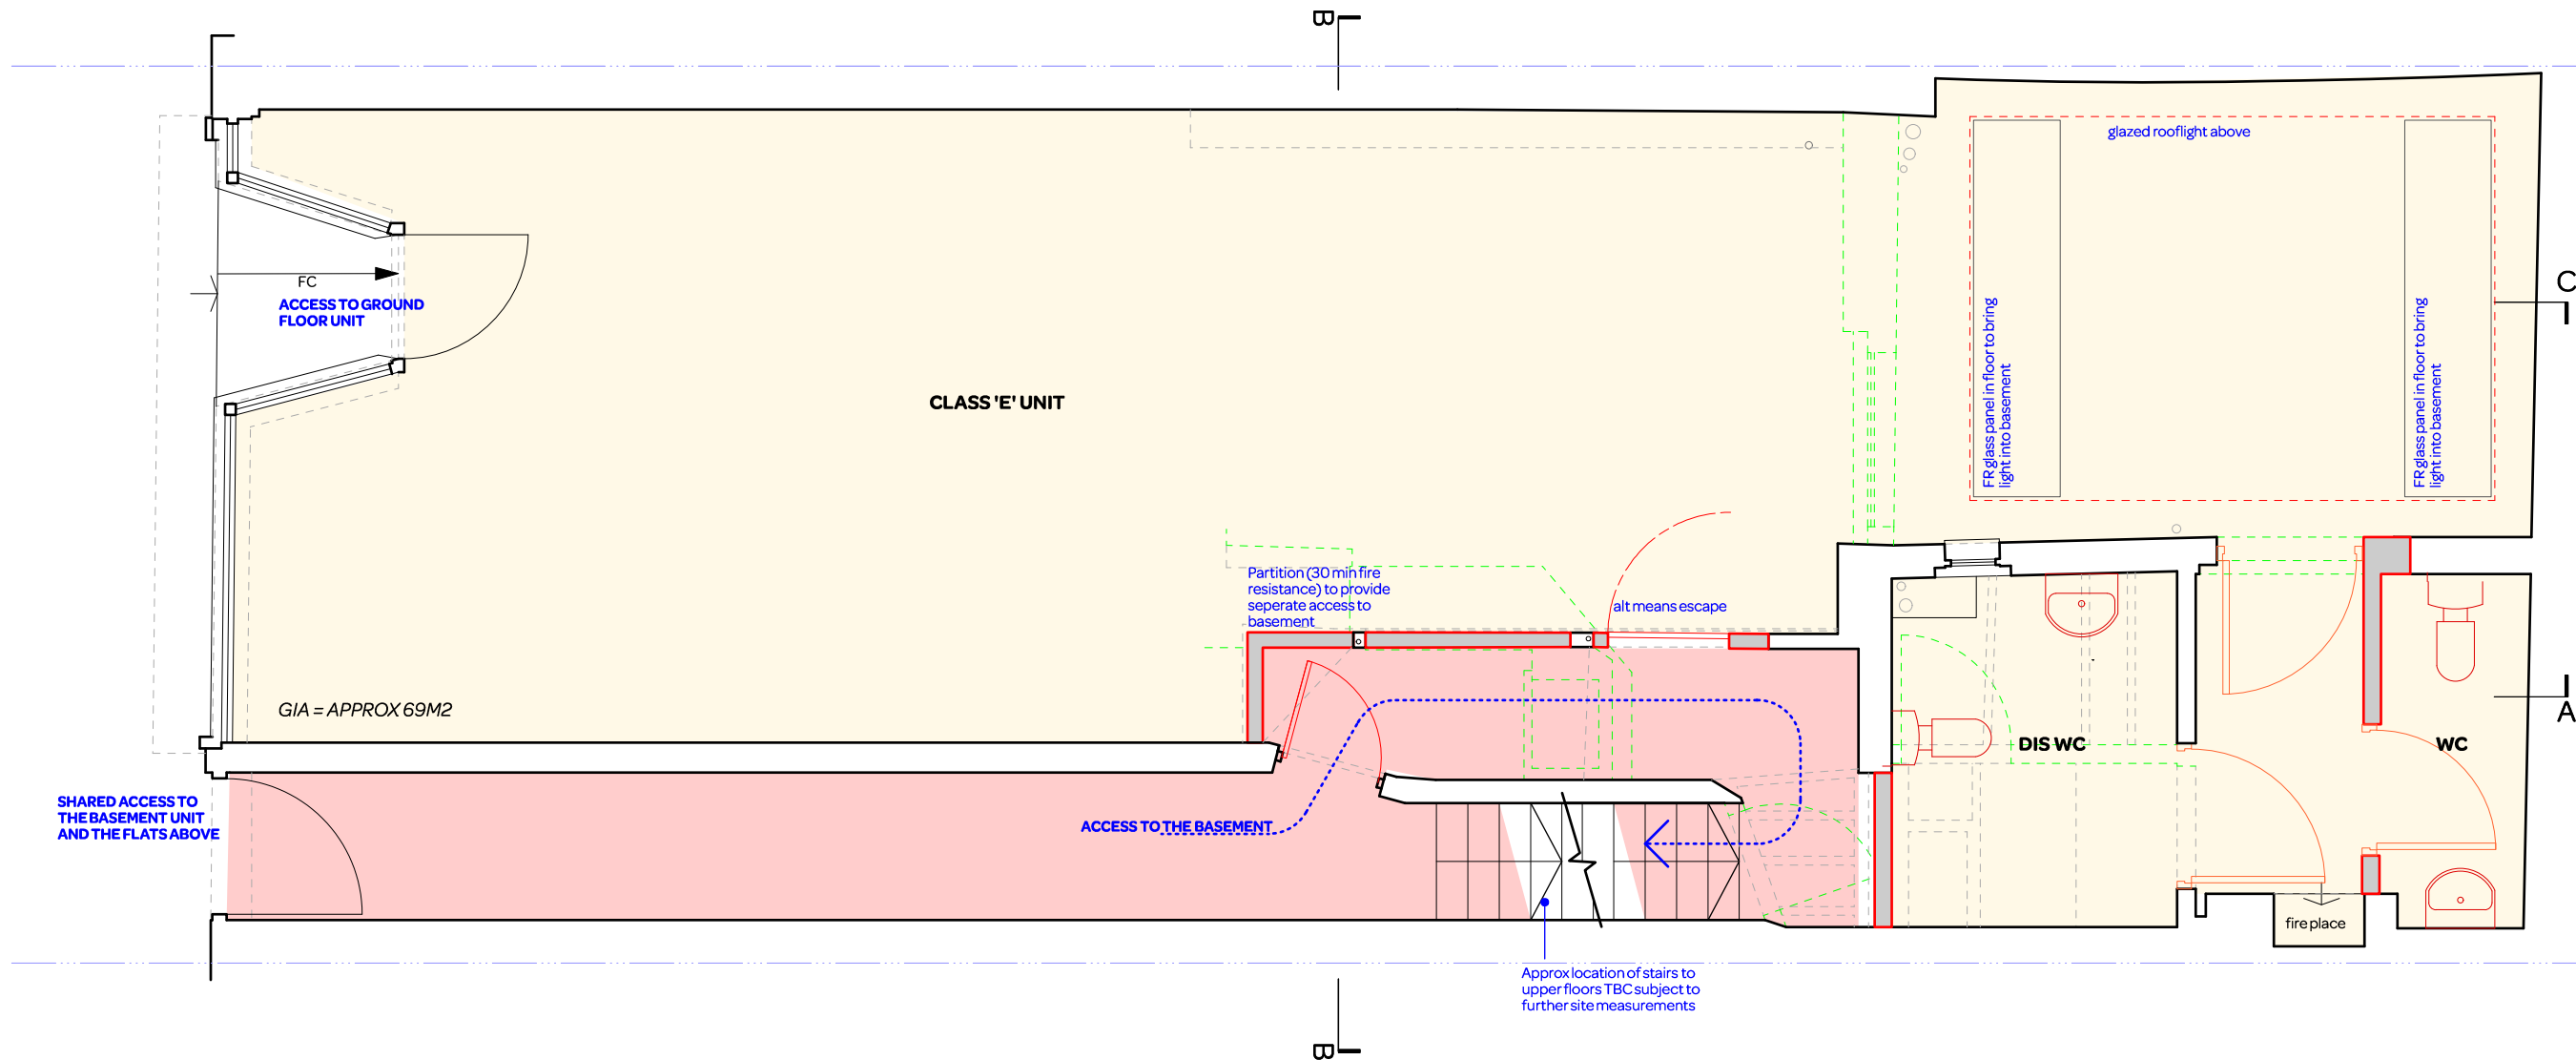 B
glazed rooflight above
C
FC
ACCESS TO GROUND
FLOOR UNIT
FR glass panel in floor to bring
light into basement
FR glass panel in floor to bring
light into basement
CLASS 'E' UNIT
Partition (30 min fire
resistance) to provide
seperate access to
basement
alt means escape
GIA = APPROX 69M2
A
DIS WC
WC
SHARED ACCESS TO
THE BASEMENT UNIT
AND THE FLATS ABOVE
ACCESS TO THE BASEMENT
fire place
Approx location of stairs to
upper floors TBC subject to
further site measurements
B